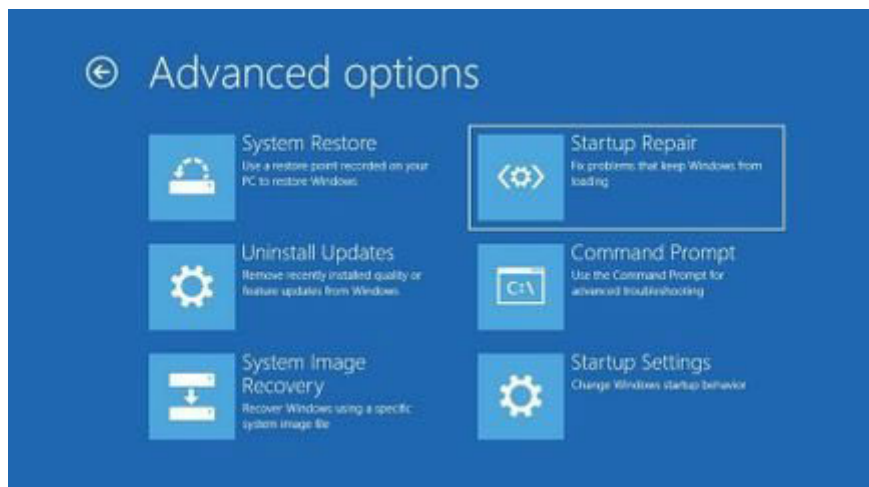 Advanced options
System Restore
Use a restore point recorded on your
PC to restore Windows
Startup Repair
Fix problems that keep Windows from
loading
Uninstall Updates
Remove recently installed quality or
feature updates from Windows
Command Prompt
C:\
Use the Command Prompt for
advanced troubleshooting
System Image
Recovery
Recover Windows using a specific
system image file
Startup Settings
Change Windows startup behavior